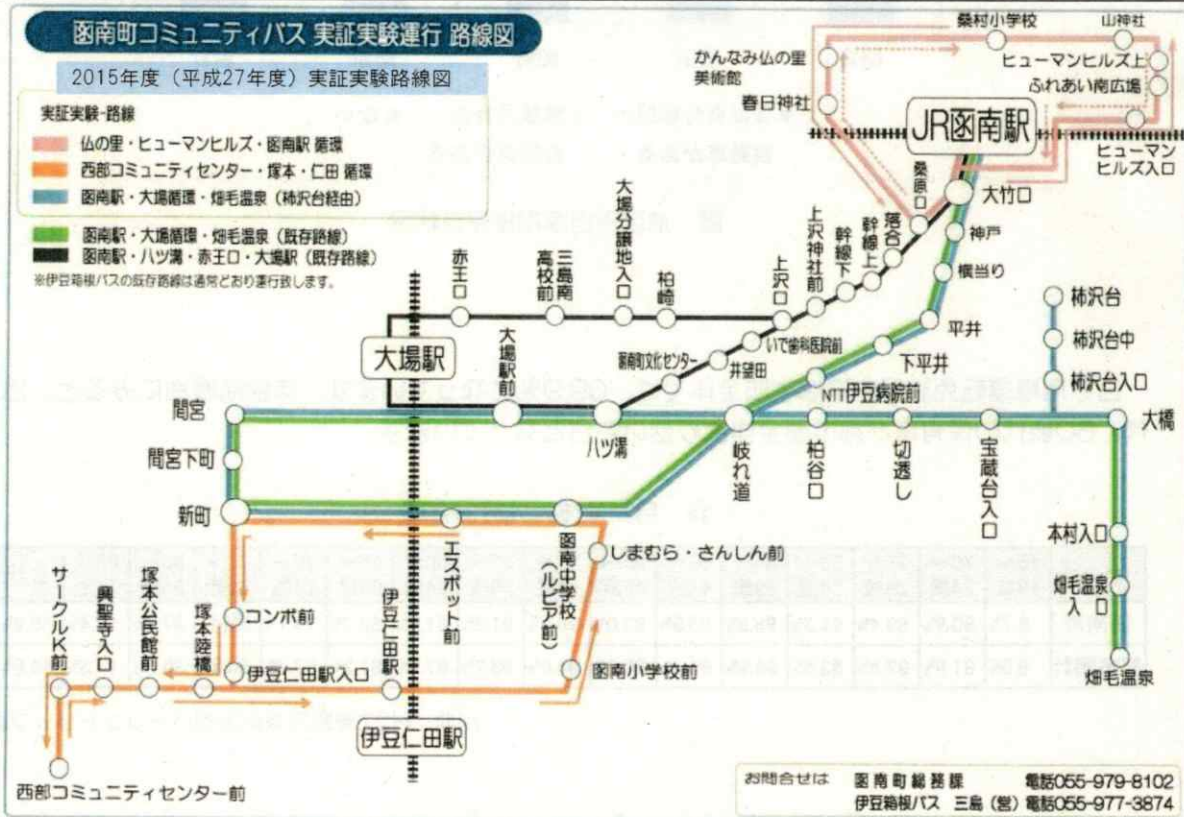 函南町コミュニティバス 実証実験運行 路線図
2015年度（平成27年度）実証実験路線図
実証実験-路線
仏の里・ヒューマンヒルズ・函南駅 循環
西部コミュニティセンター・塚本・仁田 循環
函南駅・大場循環・畑毛温泉（柿沢台経由）
函南駅・大場循環・畑毛温泉（既存路線）
函南駅・八ツ溝・赤王口・大場駅（既存路線）
※伊豆箱根バスの既存路線は通常どおり運行致します。
桑村小学校
山神社
かんなみ仏の里
美術館
ヒューマンヒルズ上
ふれあい南広場
春日神社
JR函南駅
ヒューマン
ヒルズ入口
桑原口
大竹口
落合
幹線上
幹線下
上沢神社前
上沢口
神戸
横当り
柏崎
大場分譲地入口
三島南
高校前
赤王口
柿沢台
柿沢台中
柿沢台入口
平井
下平井
NTT伊豆病院前
いで歯科医院前
井望田
函南町文化センター
大場駅
大場駅前
八ツ溝
間宮
間宮下町
新町
岐れ道
柏谷口
切透し
宝蔵台入口
大橋
本村入口
畑毛温泉
入口
畑毛温泉
エスポット前
函南中学校
（ルピア前）
しまむら・さんしん前
函南小学校前
サークルK前
興聖寺入口
塚本公民館前
塚本陸橋
コンポ前
伊豆仁田駅入口
伊豆仁田駅
伊豆仁田駅
西部コミュニティセンター前
お問合せは 函南町総務課 電話055-979-8102
伊豆箱根バス 三島（営）電話055-977-3874